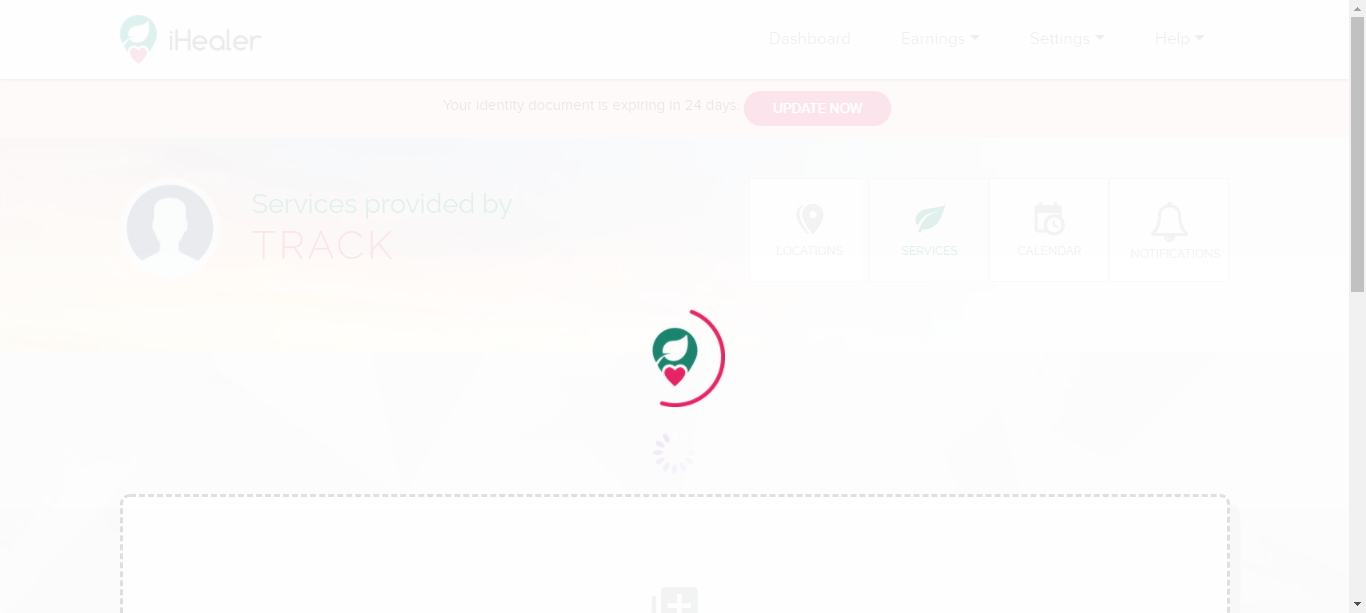 iHealer
Dashboard
Earnings
Settings
Help
Your identity document is expiring in 24 days
UPDATE NOW
Services provided by
TRACK
LOCATIONS
SERVICES
CALENDAR
NOTIFICATIONS